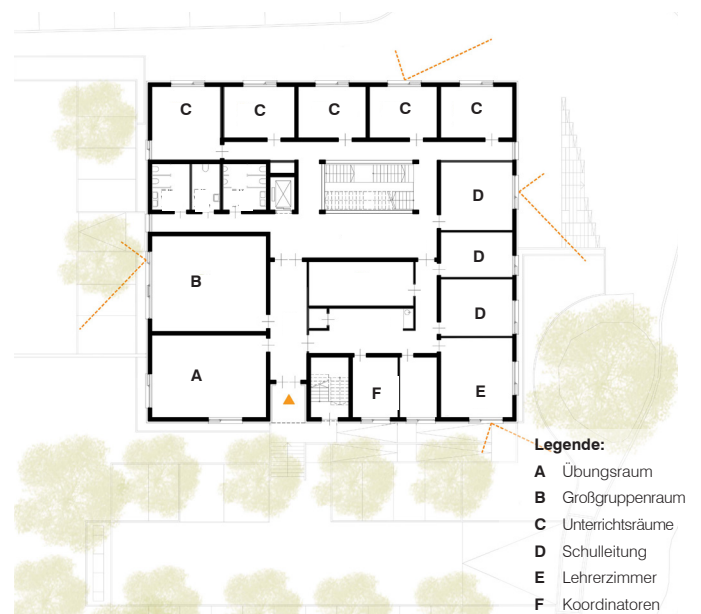 C C C C C
D
D
B
D
A
F
E
Legende:
A Übungsraum
B Großgruppenraum
C Unterrichtsräume
D Schulleitung
E Lehrerzimmer
F Koordinatoren